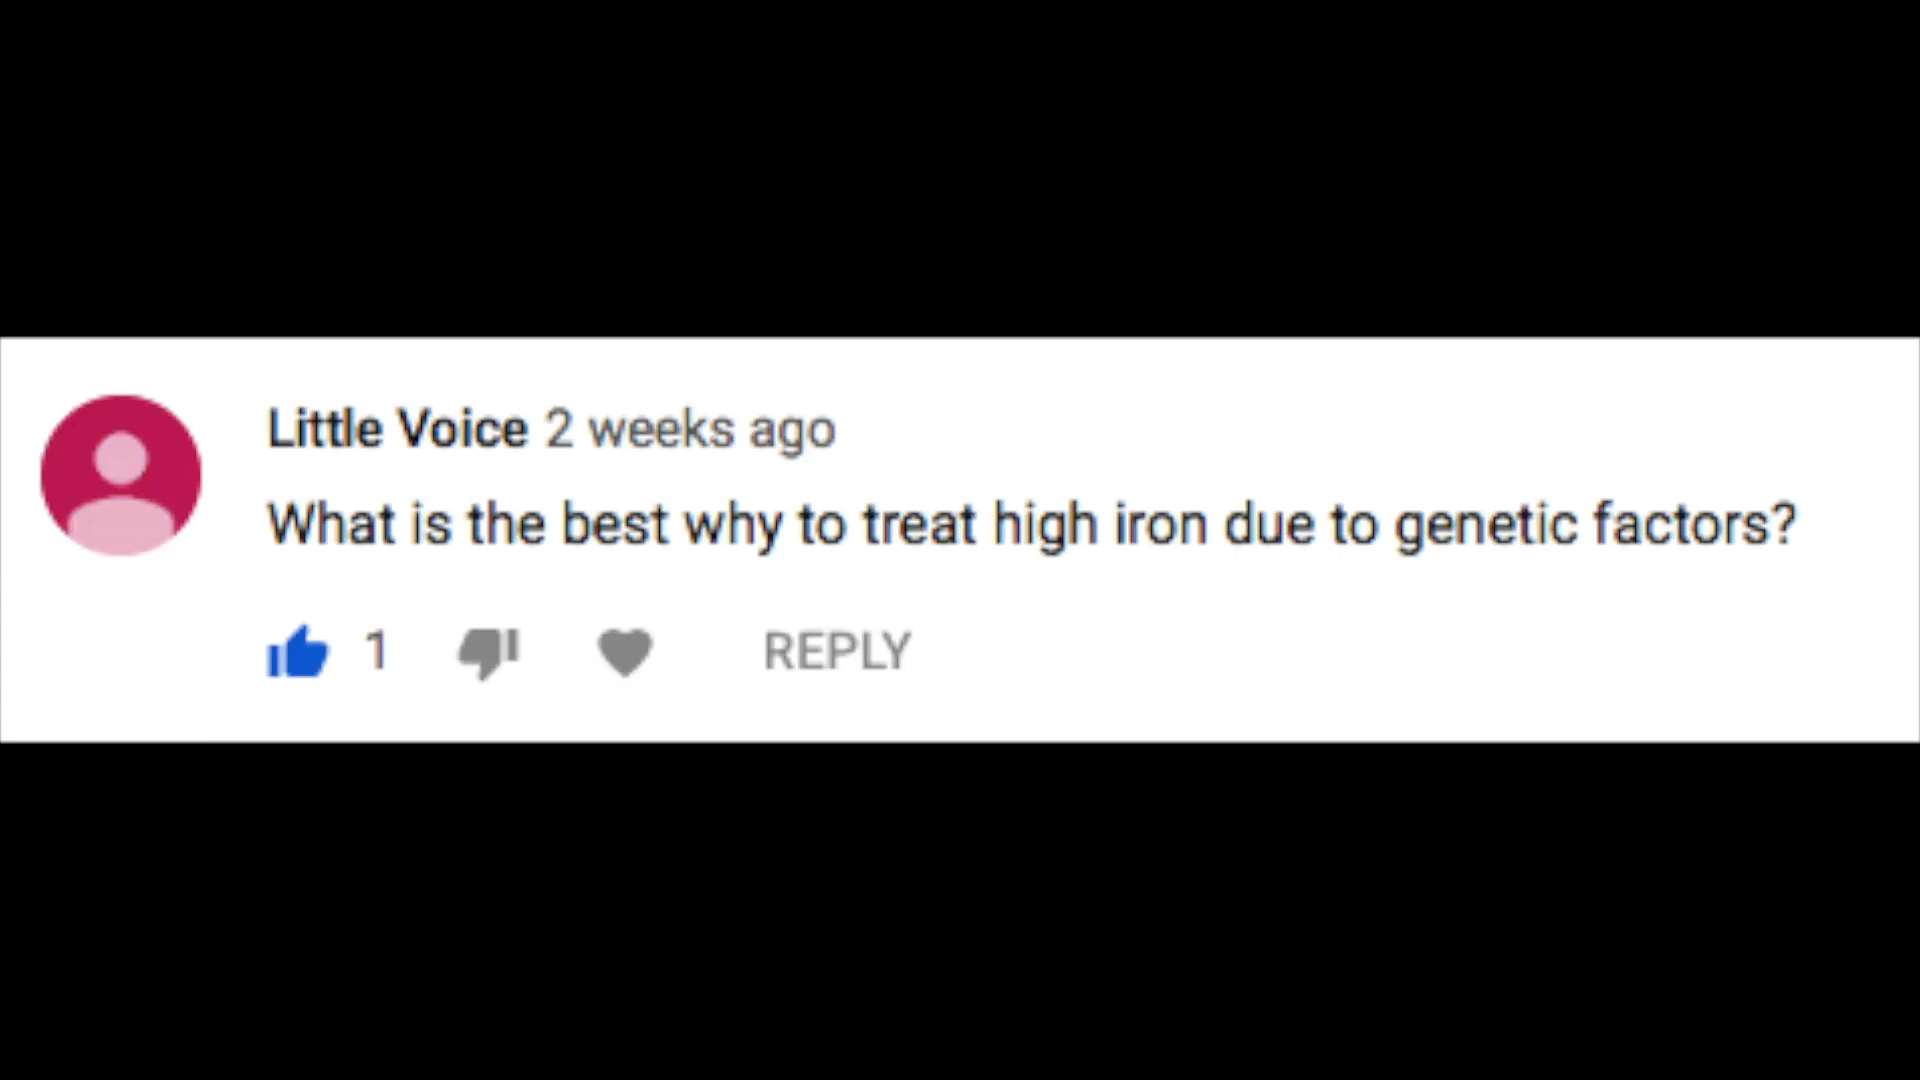 Little Voice 2 weeks ago
What is the best why to treat high iron due to genetic factors?
1 REPLY